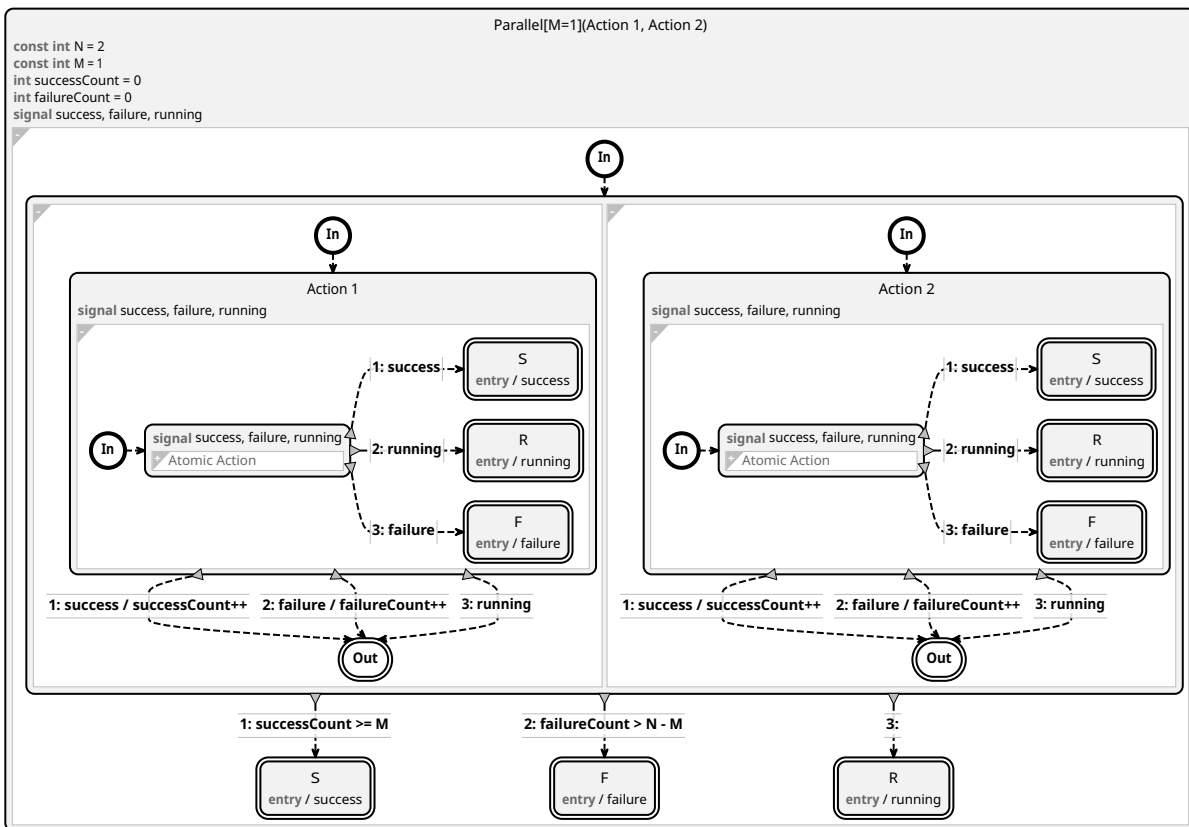 Parallel[M=1](Action 1, Action 2)
const int N = 2
const int M = 1
int successCount = 0
int failureCount = 0
signal success, failure, running
-
In
-
-
In
In
Action 1
Action 2
signal success, failure, running
signal success, failure, running
-
-
S
S
1: success
1: success
entry / success
entry / success
In
signal success, failure, running
2: running
R
In
signal success, failure, running
2: running
R
+ Atomic Action
entry / running
+ Atomic Action
entry / running
F
F
3: failure
3: failure
entry / failure
entry / failure
1: success / successCount++ 2: failure / failureCount++ 3: running
1: success / successCount++ 2: failure / failureCount++ 3: running
Out
Out
1: successCount >= M
2: failureCount > N - M
3:
S
F
R
entry / success
entry / failure
entry / running